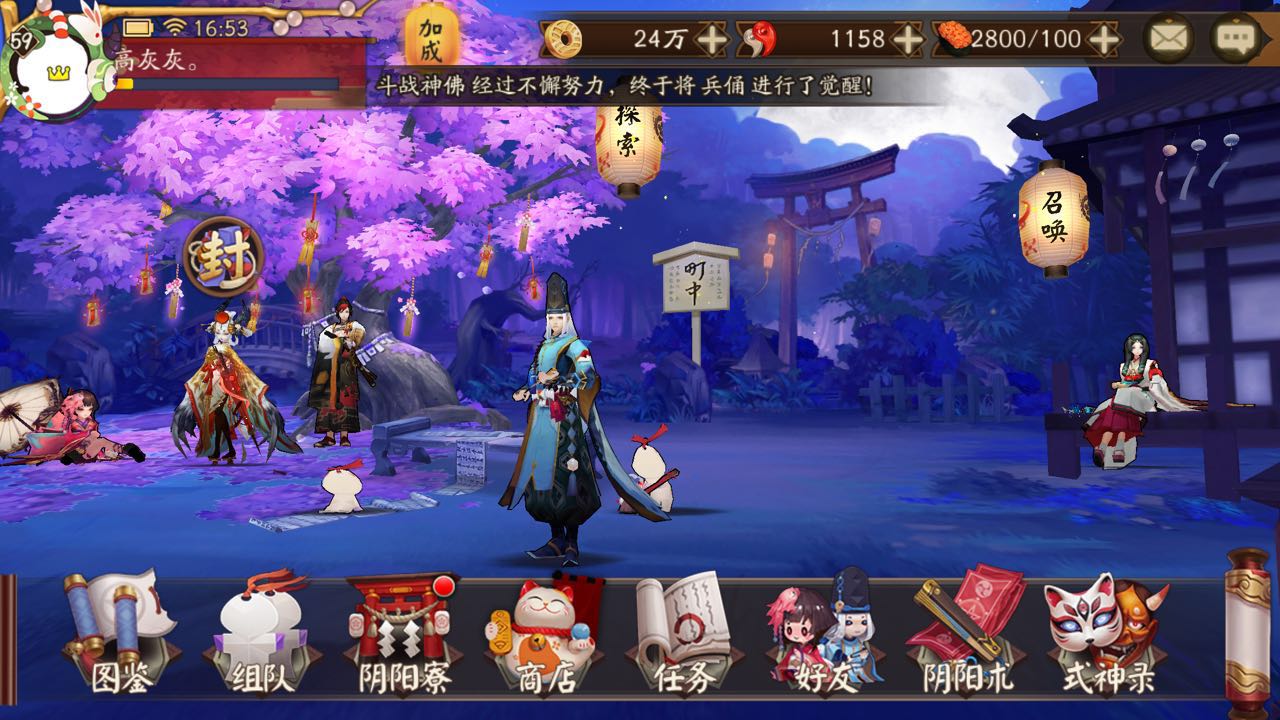 59
16:53
高灰灰。
加成
24万
1158
2800/100
斗战神佛 经过不懈努力，终于将 兵俑 进行了觉醒！
探索
召唤
封
町中
图鉴
组队
阴阳寮
商店
任务
好友
阴阳术
式神录